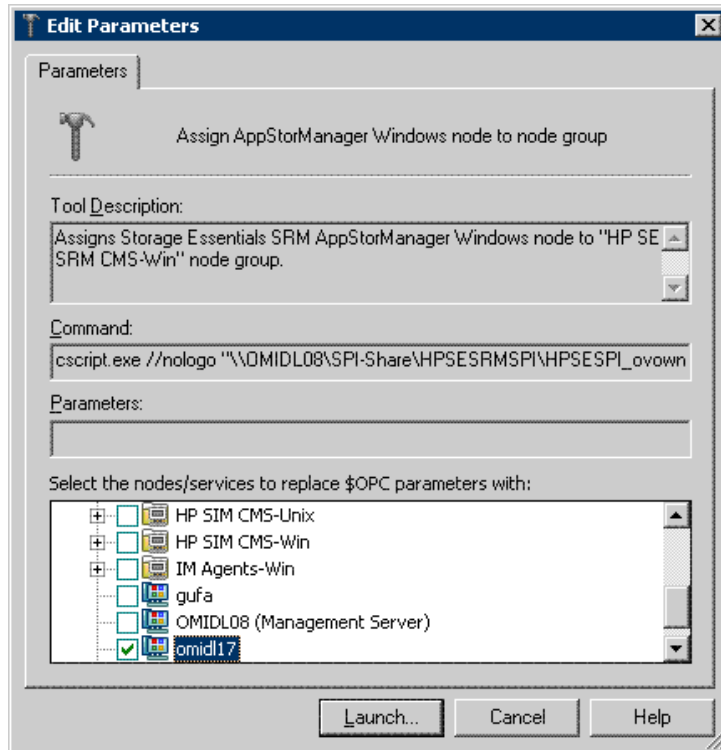 Edit Parameters
Parameters
Assign AppStorManager Windows node to node group
Tool Description:
Assigns Storage Essentials SRM AppStorManager Windows node to "HP SE
SRM CMS-Win" node group.
Command:
cscript.exe //nologo "\\OMIDL08\SPI-Share\HPSESRMSPI\HPSESPI_ovown
Parameters:
Select the nodes/services to replace $OPC parameters with:
HP SIM CMS-Unix
HP SIM CMS-Win
IM Agents-Win
gufa
OMIDL08 (Management Server)
omidl17
Launch... Cancel Help